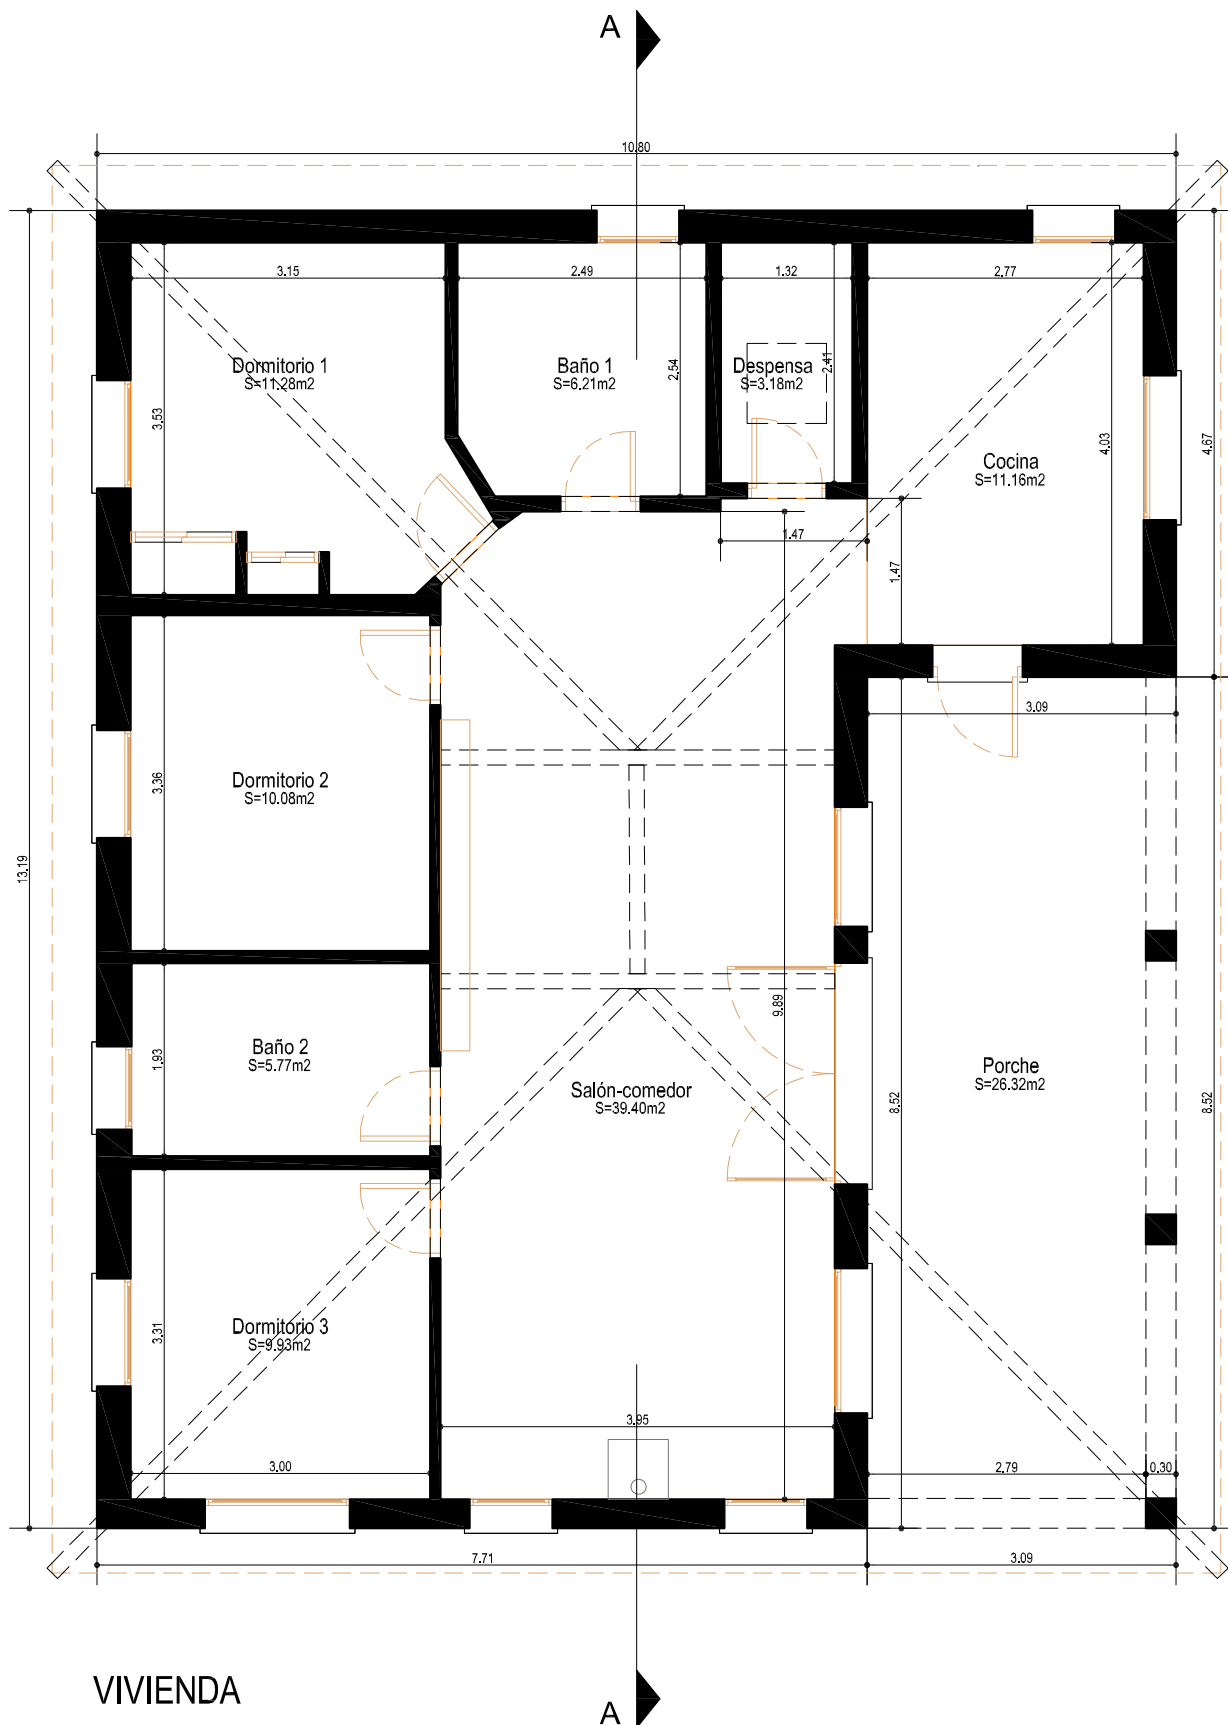 A
10.80
3.15
2.49
1.32
2.77
Dormitorio 1
S=11.28m2
Baño 1
S=6.21m2
Despensa
S=3.18m2
2.54
2.41
3.53
Cocina
S=11.16m2
4.03
4.67
1.47
1.47
3.09
Dormitorio 2
S=10.08m2
3.36
13.19
9.89
Baño 2
S=5.77m2
1.93
Salón-comedor
S=39.40m2
Porche
S=26.32m2
8.52
8.52
Dormitorio 3
S=9.93m2
3.31
3.95
3.00
2.79
0.30
7.71
3.09
VIVIENDA
A